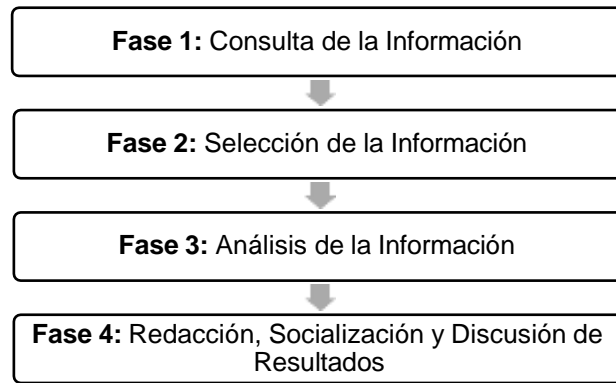 Fase 1: Consulta de la Información
Fase 2: Selección de la Información
Fase 3: Análisis de la Información
Fase 4: Redacción, Socialización y Discusión de
Resultados